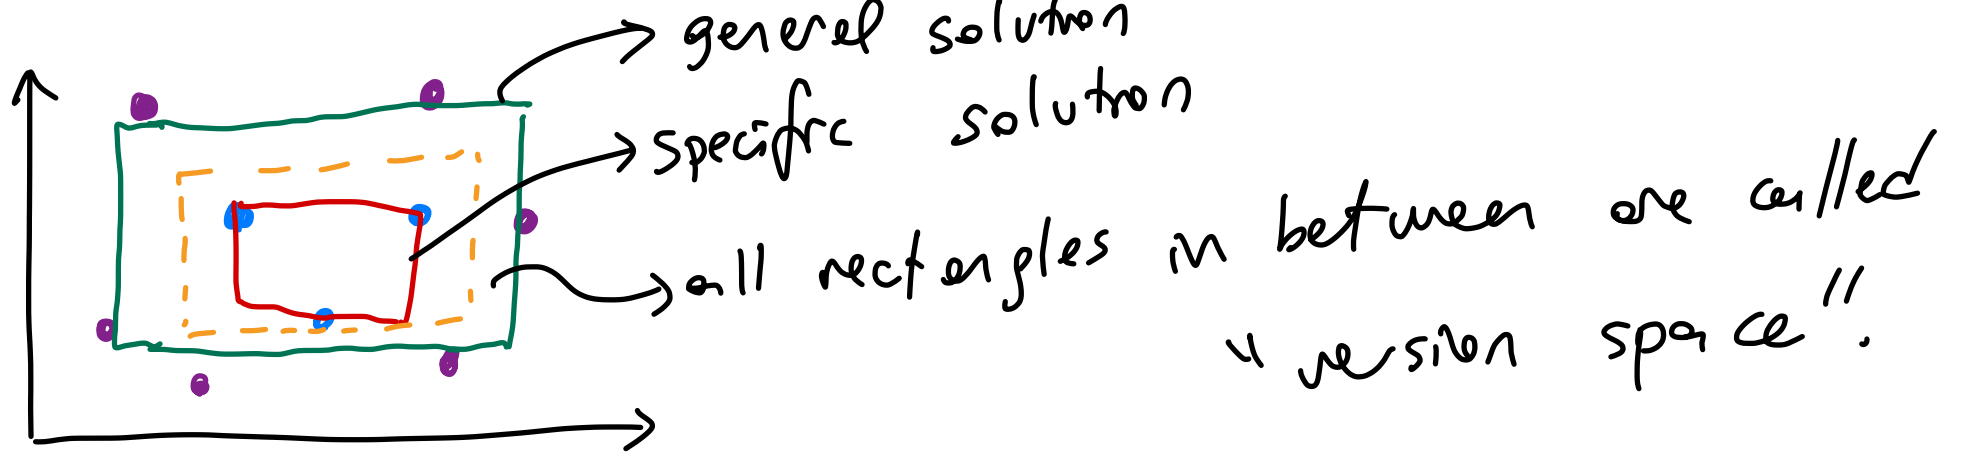 general solution
specific solution
all rectangles in between are called
"version space".